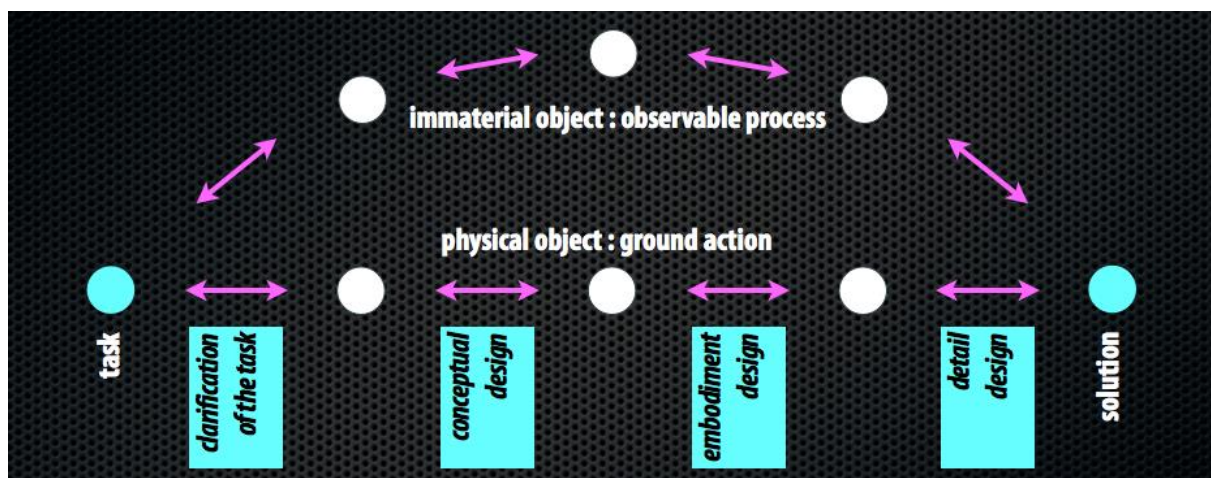 immaterial object : observable process
physical object : ground action
task
clarification
of the task
conceptual
design
embodiment
design
detail
design
solution